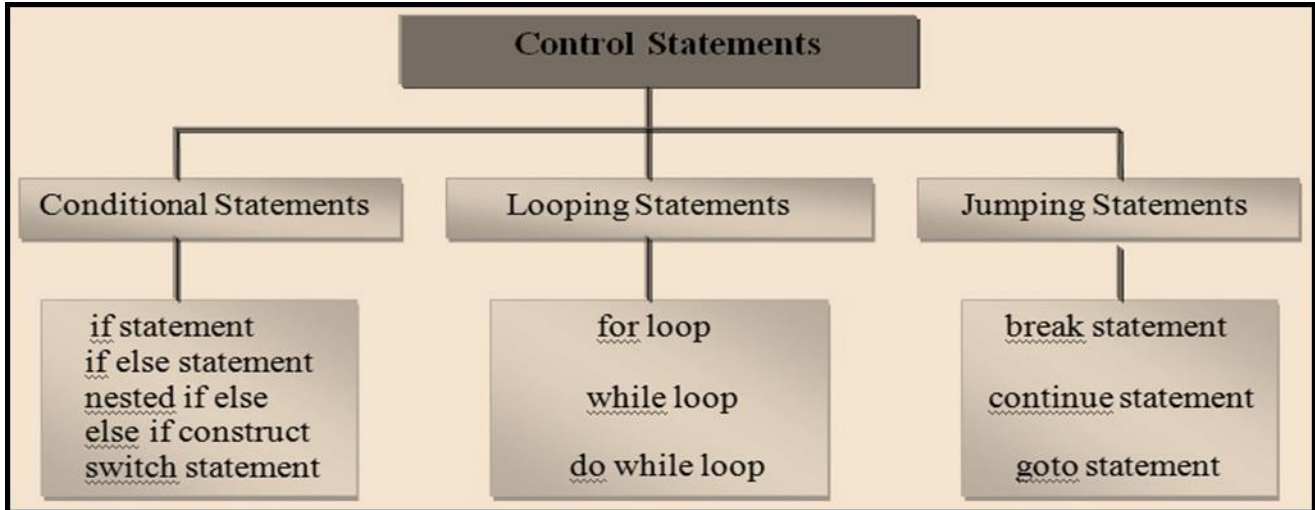 Control Statements
Conditional Statements
Looping Statements
Jumping Statements
if statement
if else statement
nested if else
else if construct
switch statement
for loop
while loop
do while loop
break statement
continue statement
goto statement